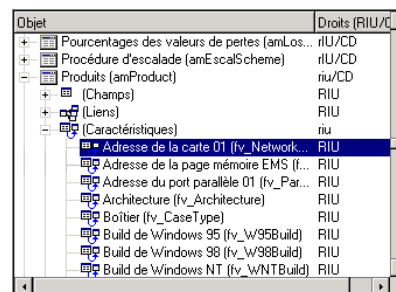 Objet Droits (RIU/C
Pourcentages des valeurs de pertes (amLos... rIU/CD
Procédure d'escalade (amEscalScheme) rIU/CD
Produits (amProduct) riu/CD
(Champs) RIU
(Liens) RIU
(Caractéristiques) riu
Adresse de la carte 01 (fv_Network... RIU
Adresse de la page mémoire EMS (f... RIU
Adresse du port parallèle 01 (fv_Par... RIU
Architecture (fv_Architecture) RIU
Boîtier (fv_CaseType) RIU
Build de Windows 95 (fv_W95Build) RIU
Build de Windows 98 (fv_W98Build) RIU
Build de Windows NT (fv_WNTBuild) RIU